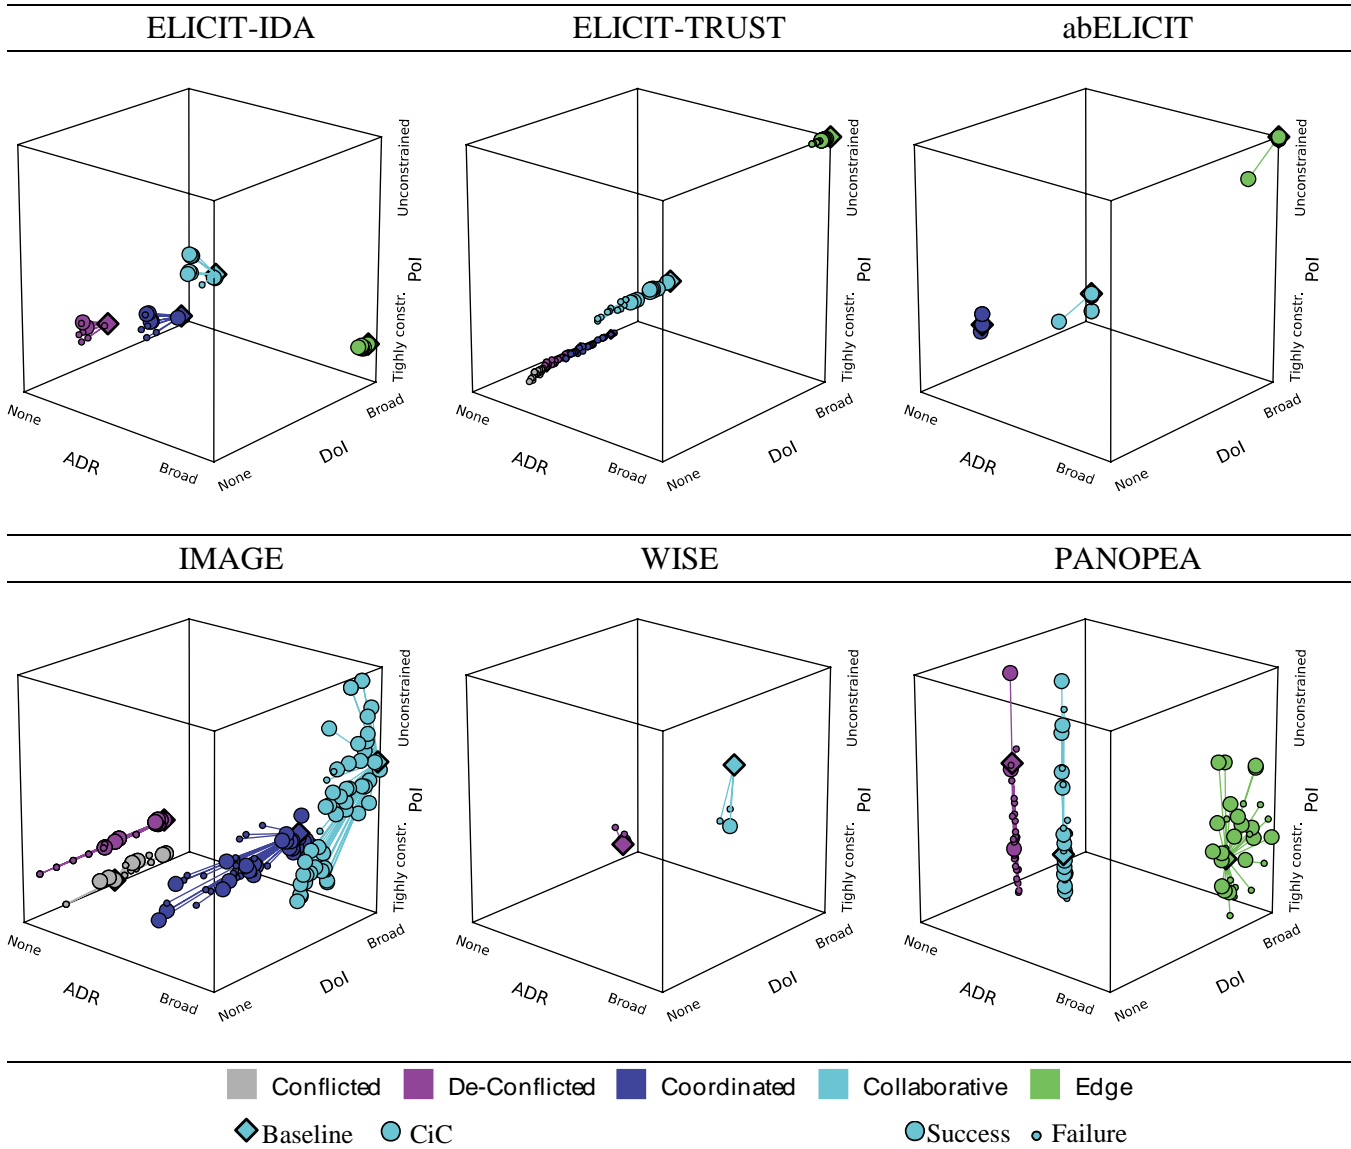 ELICIT-IDA ELICIT-TRUST abELICIT
Unconstrained Unconstrained Unconstrained
PoI PoI PoI
Tighly constr. Tighly constr. Tighly constr.
None Broad None Broad None Broad
ADR Broad None DoI ADR Broad None DoI ADR Broad None DoI
IMAGE WISE PANOPEA
Unconstrained Unconstrained Unconstrained
PoI PoI PoI
Tighly constr. Tighly constr. Tighly constr.
None Broad None Broad None Broad
ADR Broad None DoI ADR Broad None DoI ADR Broad None DoI
Conflicted De-Conflicted Coordinated Collaborative Edge
Baseline CiC Success Failure